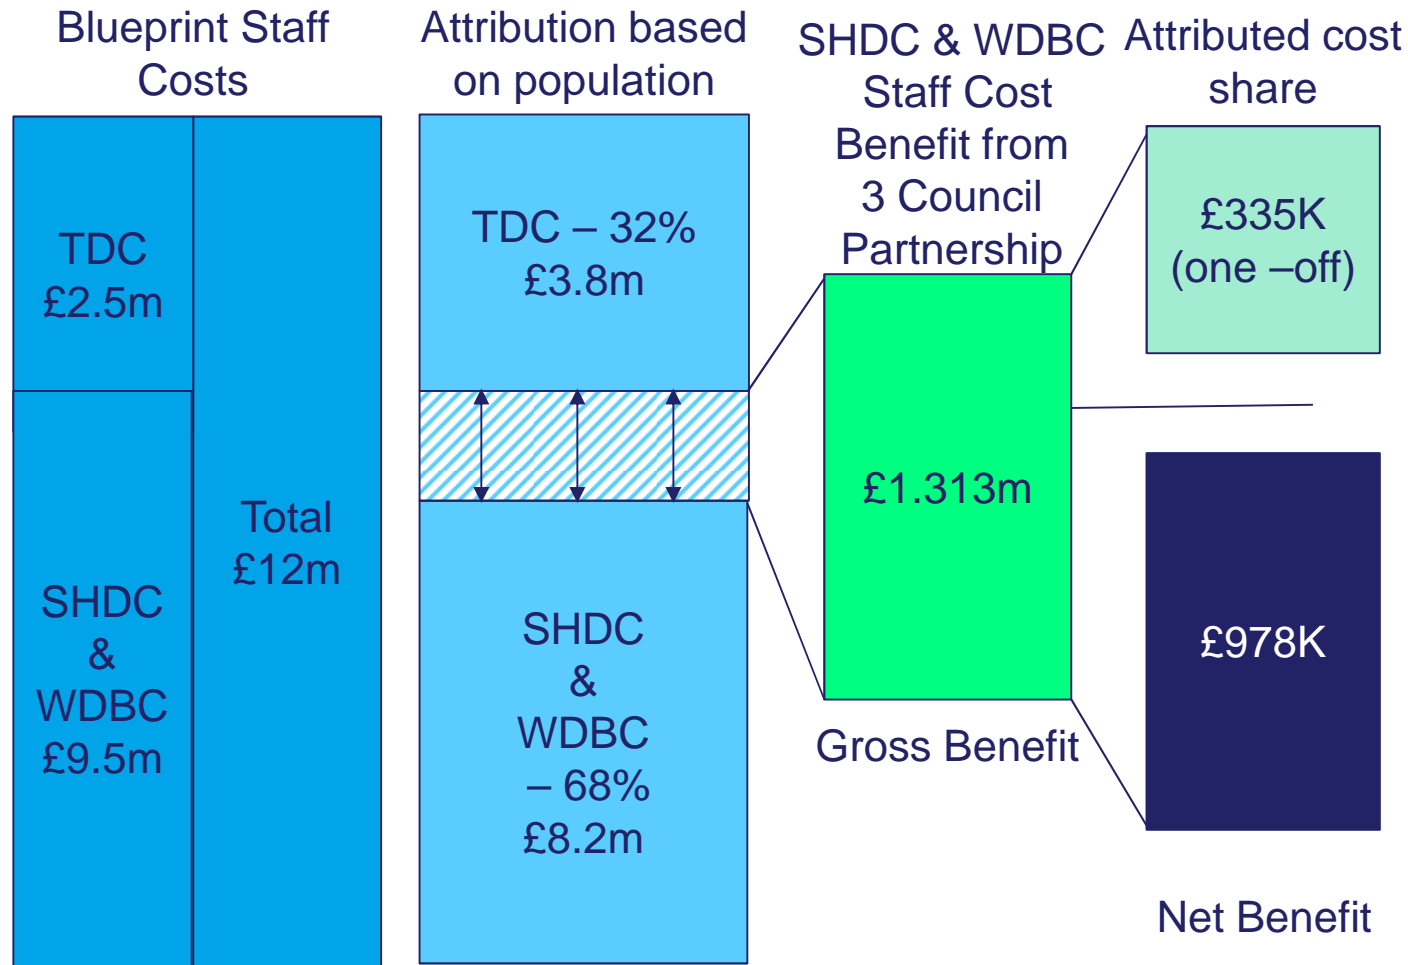 Blueprint Staff
Costs
TDC
£2.5m
SHDC
&
WDBC
£9.5m
Total
£12m
Attribution based
on population
TDC – 32%
£3.8m
SHDC
&
WDBC
– 68%
£8.2m
SHDC & WDBC
Staff Cost
Benefit from
3 Council
Partnership
£1.313m
Gross Benefit
Attributed cost
share
£335K
(one –off)
£978K
Net Benefit